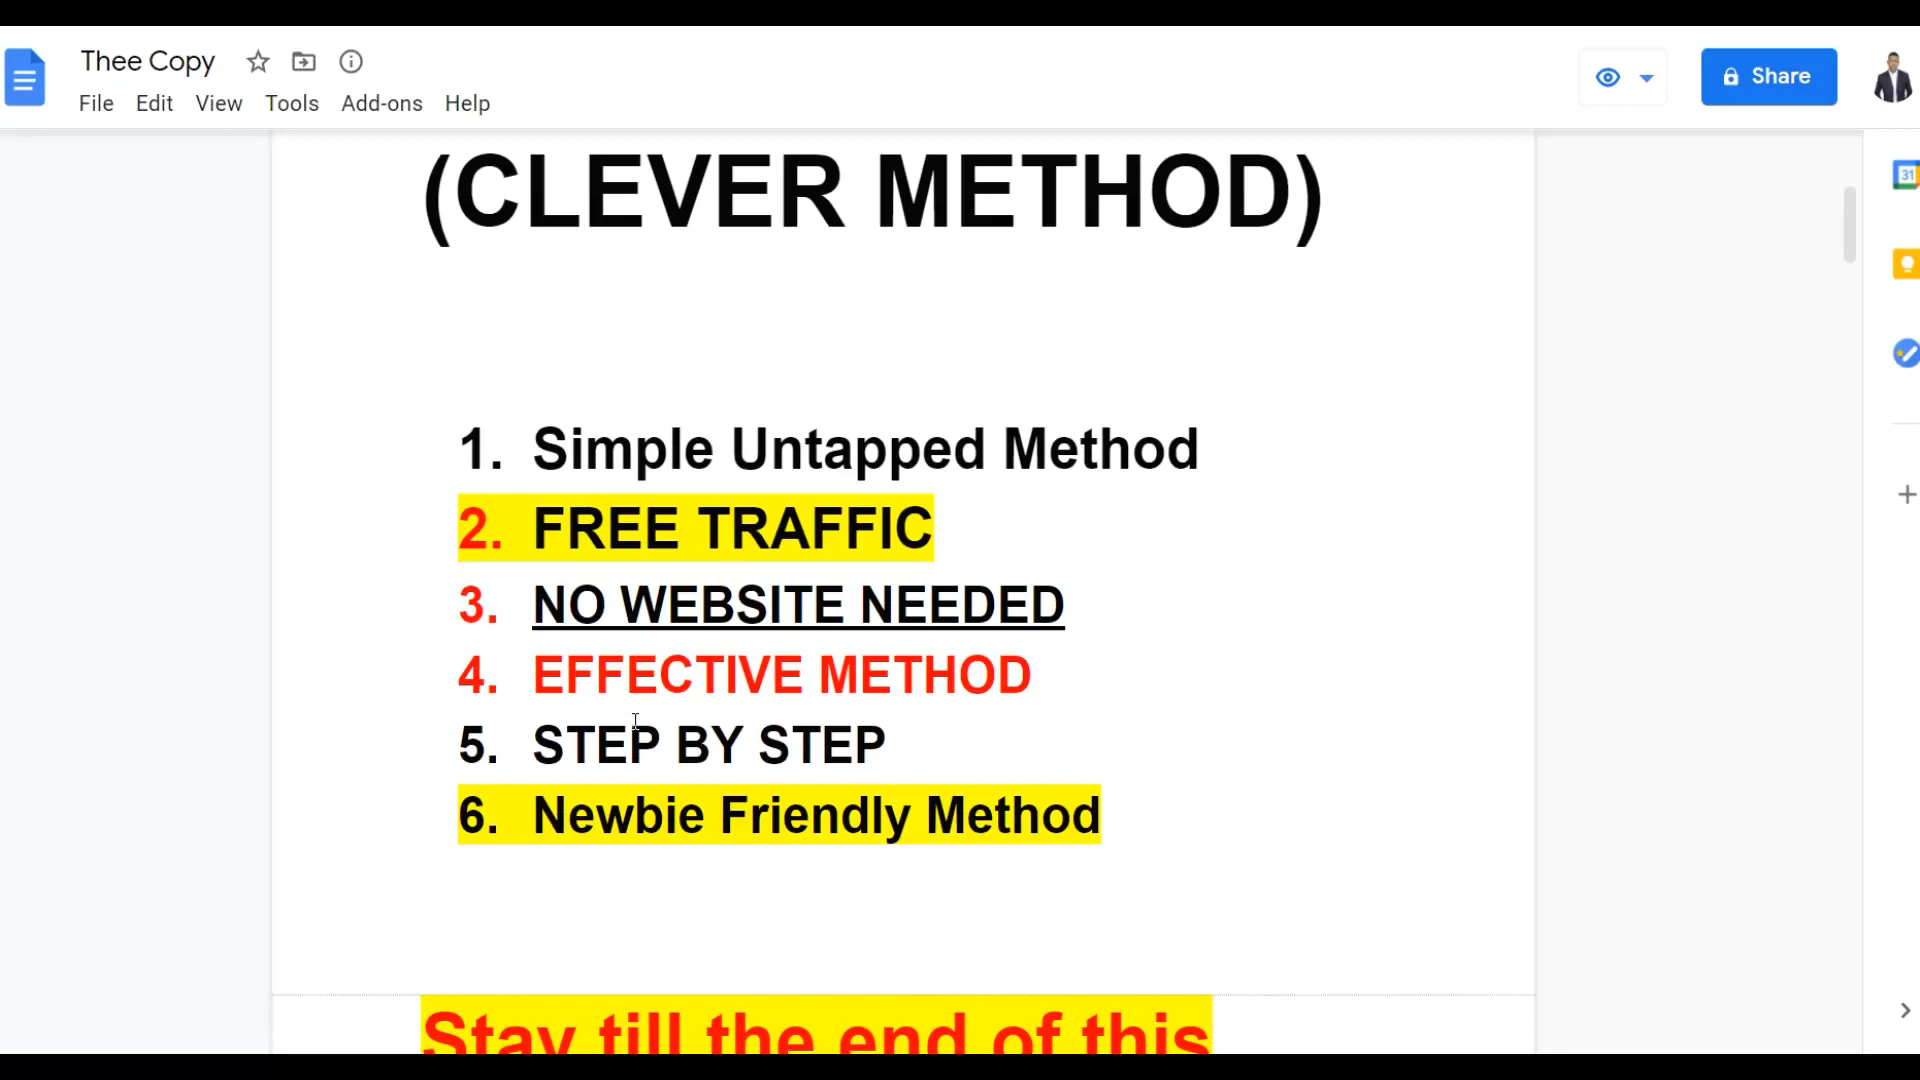 Thee Copy
File Edit View Tools Add-ons Help
Share
31
(CLEVER METHOD)
1. Simple Untapped Method
2. FREE TRAFFIC
3. NO WEBSITE NEEDED
4. EFFECTIVE METHOD
5. STEP BY STEP
6. Newbie Friendly Method
Stay till the end of this